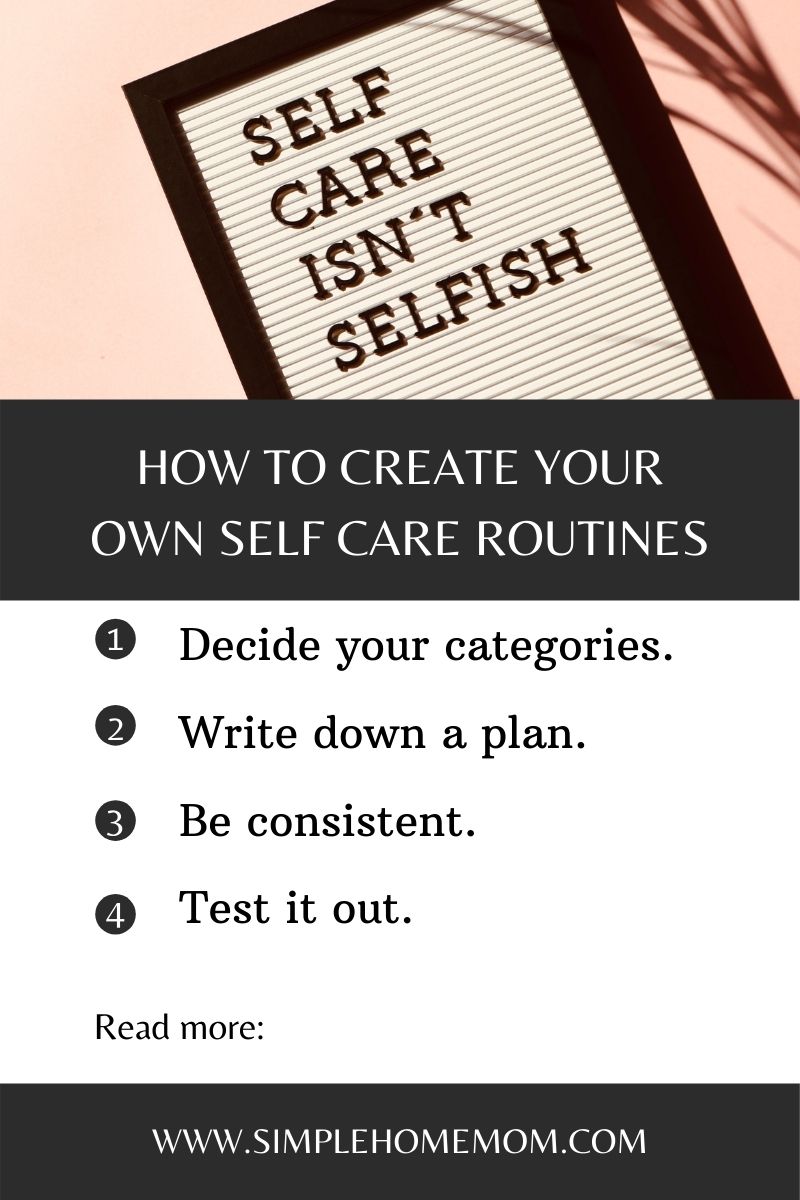 SELF
CARE
ISN´T
SELFISH
HOW TO CREATE YOUR
OWN SELF CARE ROUTINES
1 Decide your categories.
2 Write down a plan.
3 Be consistent.
4 Test it out.
Read more:
WWW.SIMPLEHOMEMOM.COM